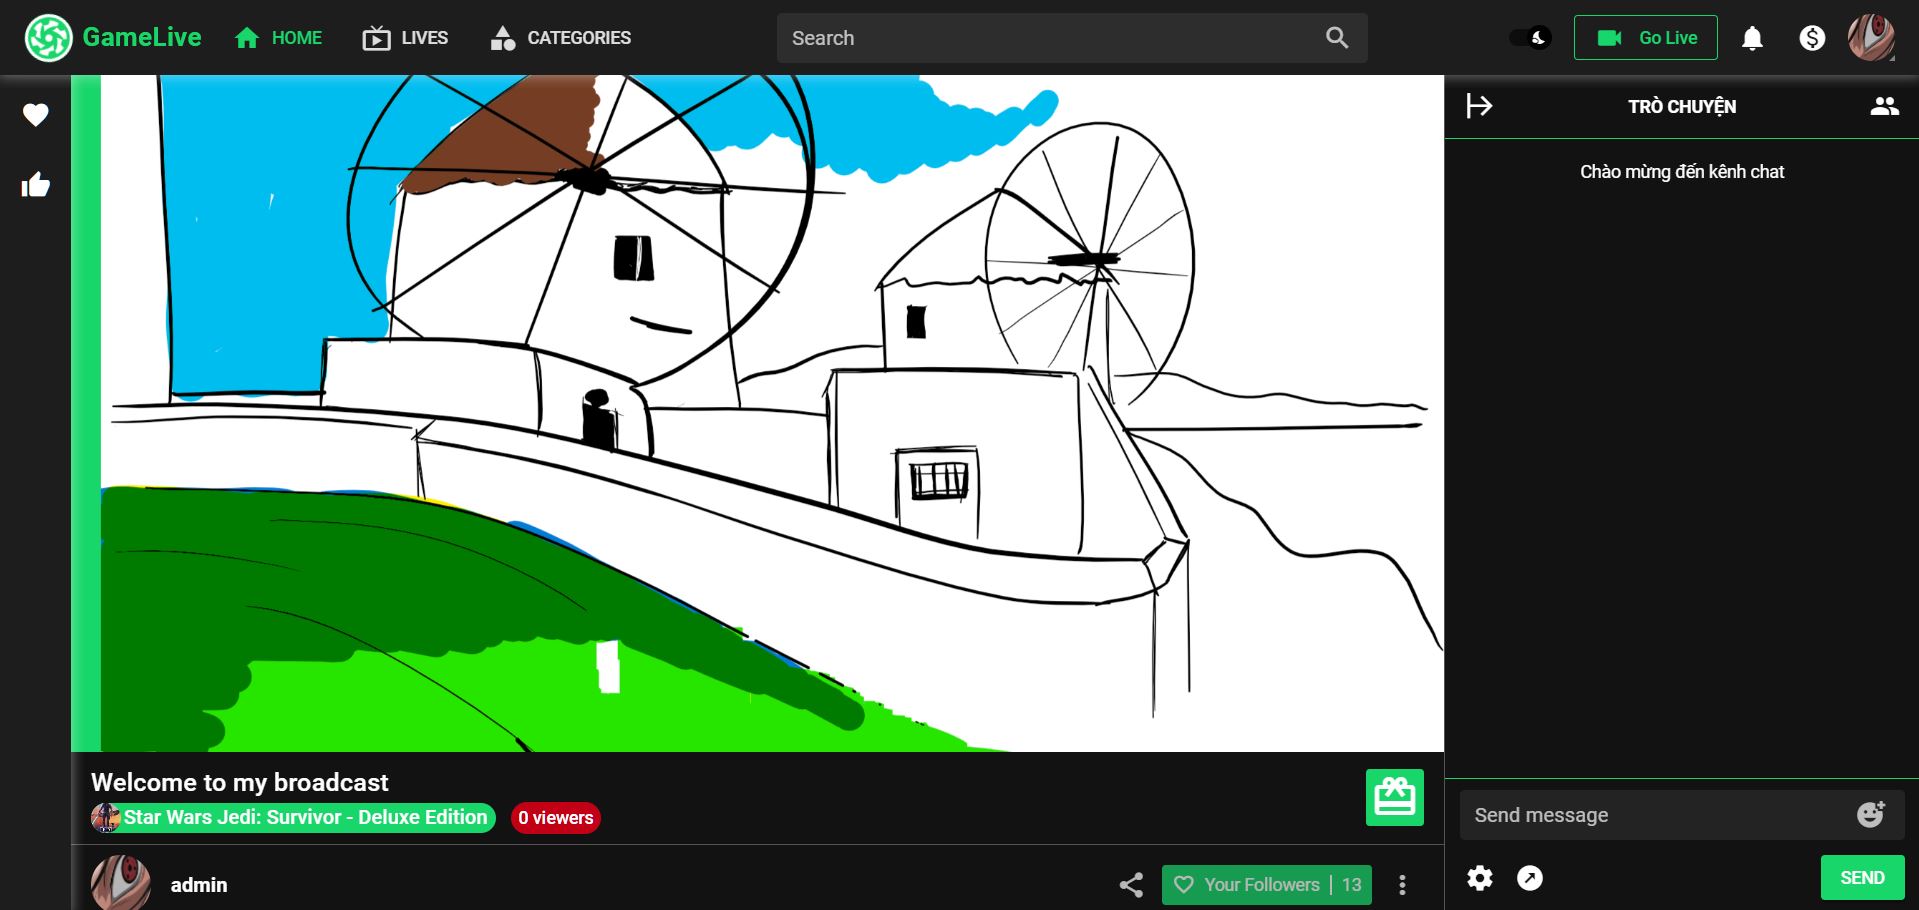 GameLive HOME LIVES CATEGORIES Search Go Live
TRÒ CHUYỆN
Chào mừng đến kênh chat
Welcome to my broadcast
Star Wars Jedi: Survivor - Deluxe Edition 0 viewers
Send message
admin Your Followers | 13
SEND